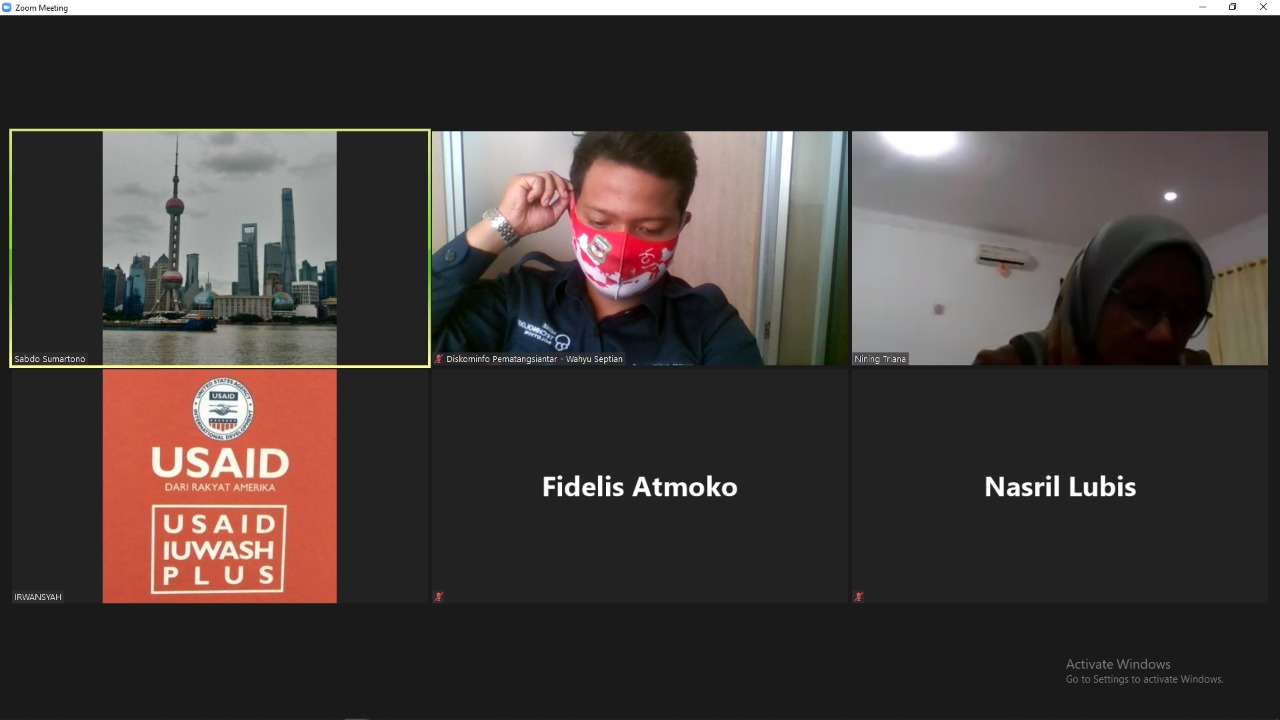 Zoom Meeting
Sabdo Sumartono
Diskominfo Pematangsiantar - Wahyu Septian
Nining Triana
UNITED STATES AGENCY
INTERNATIONAL DEVELOPMENT
USAID
USAID
DARI RAKYAT AMERIKA
USAID
IUWASH
PLUS
IRWANSYAH
Fidelis Atmoko
Nasril Lubis
Activate Windows
Go to Settings to activate Windows.